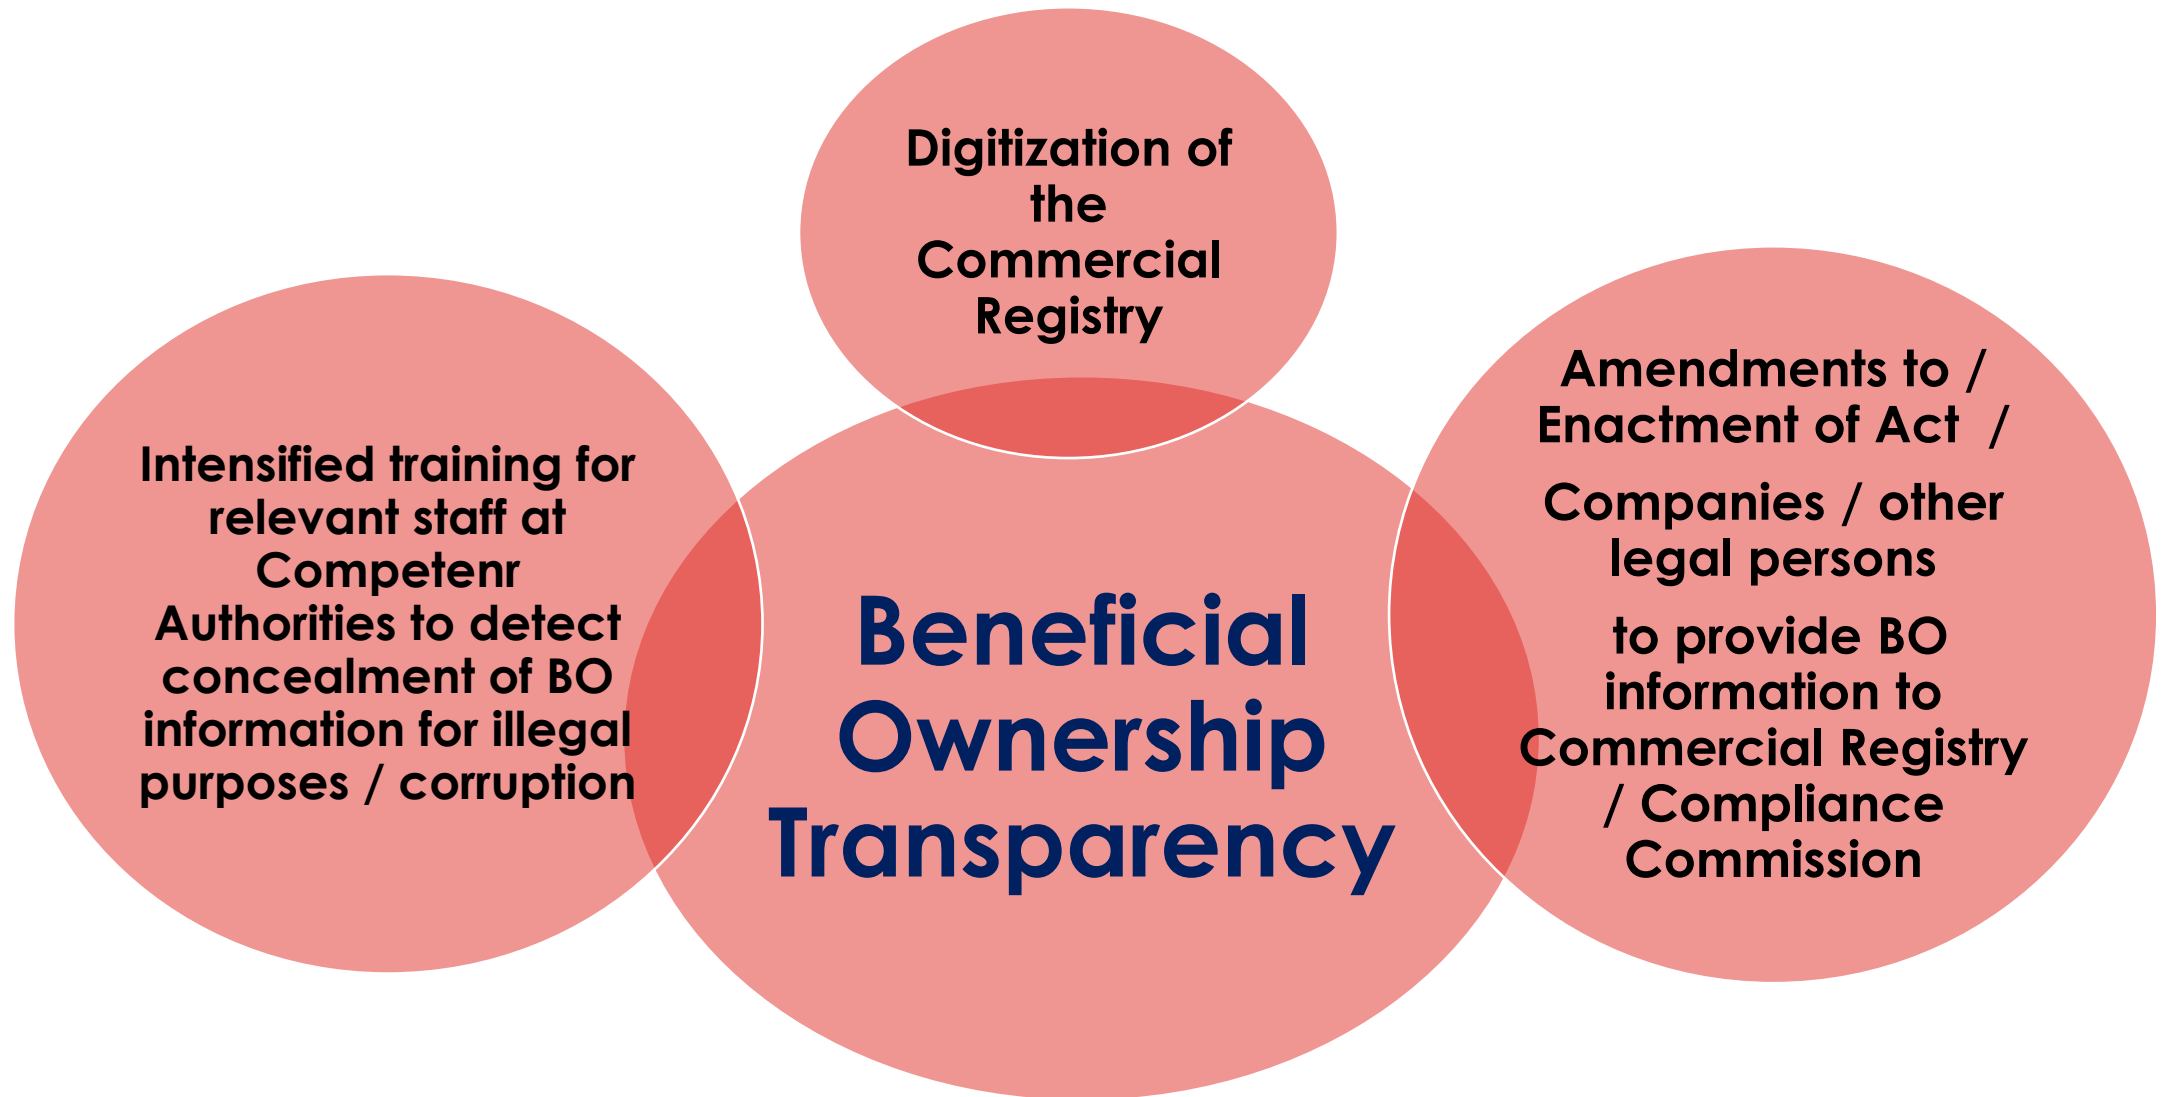 Digitization of
the
Commercial
Registry
Intensified training for
relevant staff at
Competenr
Authorities to detect
concealment of BO
information for illegal
purposes / corruption
Beneficial
Ownership
Transparency
Amendments to /
Enactment of Act /
Companies / other
legal persons
to provide BO
information to
Commercial Registry
/ Compliance
Commission